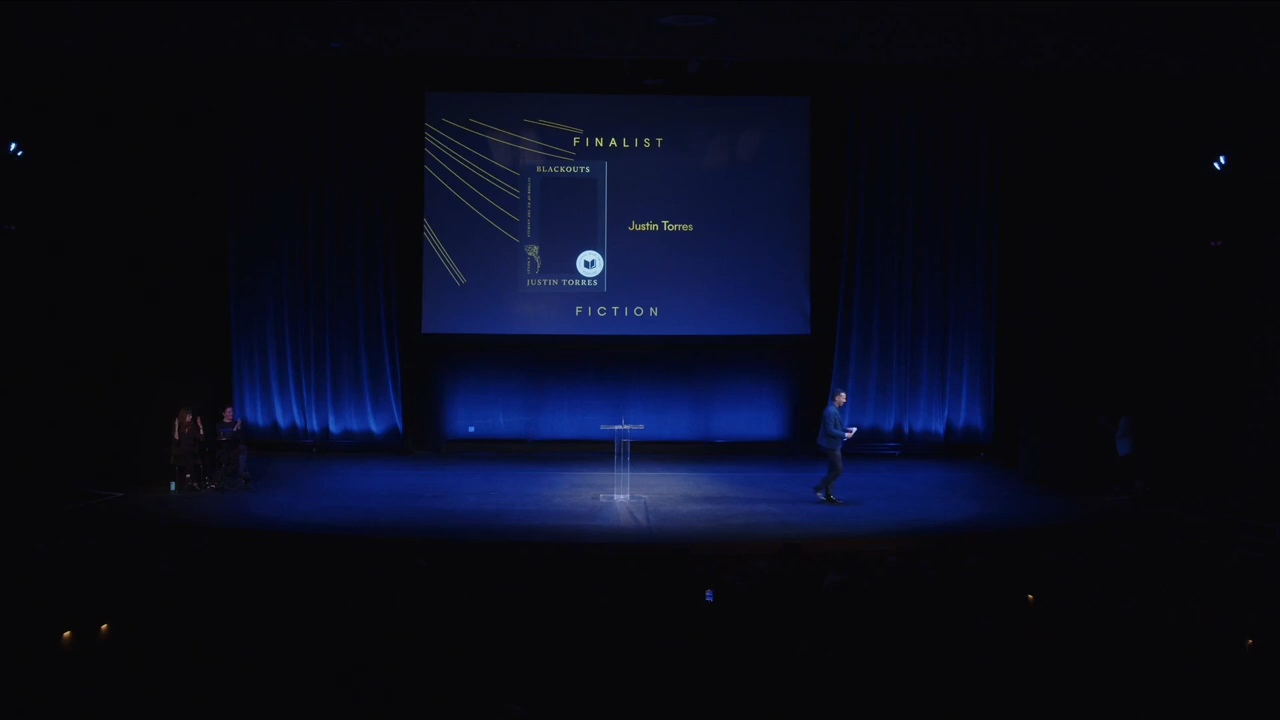 FINALIST
BLACKOUTS
Justin Torres
JUSTIN TORRES
FICTION